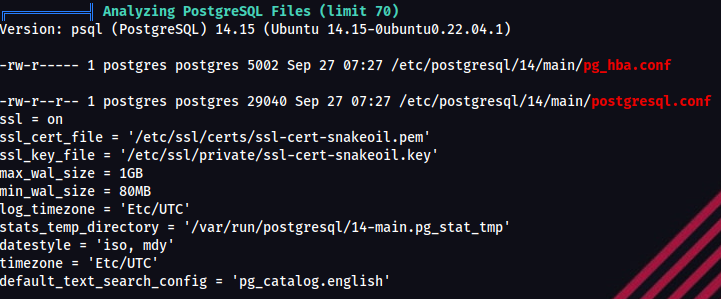 Analyzing PostgreSQL Files (limit 70)
Version: psql (PostgreSQL) 14.15 (Ubuntu 14.15-0ubuntu0.22.04.1)
-rw-r----- 1 postgres postgres 5002 Sep 27 07:27 /etc/postgresql/14/main/pg_hba.conf
-rw-r--r-- 1 postgres postgres 29040 Sep 27 07:27 /etc/postgresql/14/main/postgresql.conf
ssl = on
ssl_cert_file = '/etc/ssl/certs/ssl-cert-snakeoil.pem'
ssl_key_file = '/etc/ssl/private/ssl-cert-snakeoil.key'
max_wal_size = 1GB
min_wal_size = 80MB
log_timezone = 'Etc/UTC'
stats_temp_directory = '/var/run/postgresql/14-main.pg_stat_tmp'
datestyle = 'iso, mdy'
timezone = 'Etc/UTC'
default_text_search_config = 'pg_catalog.english'